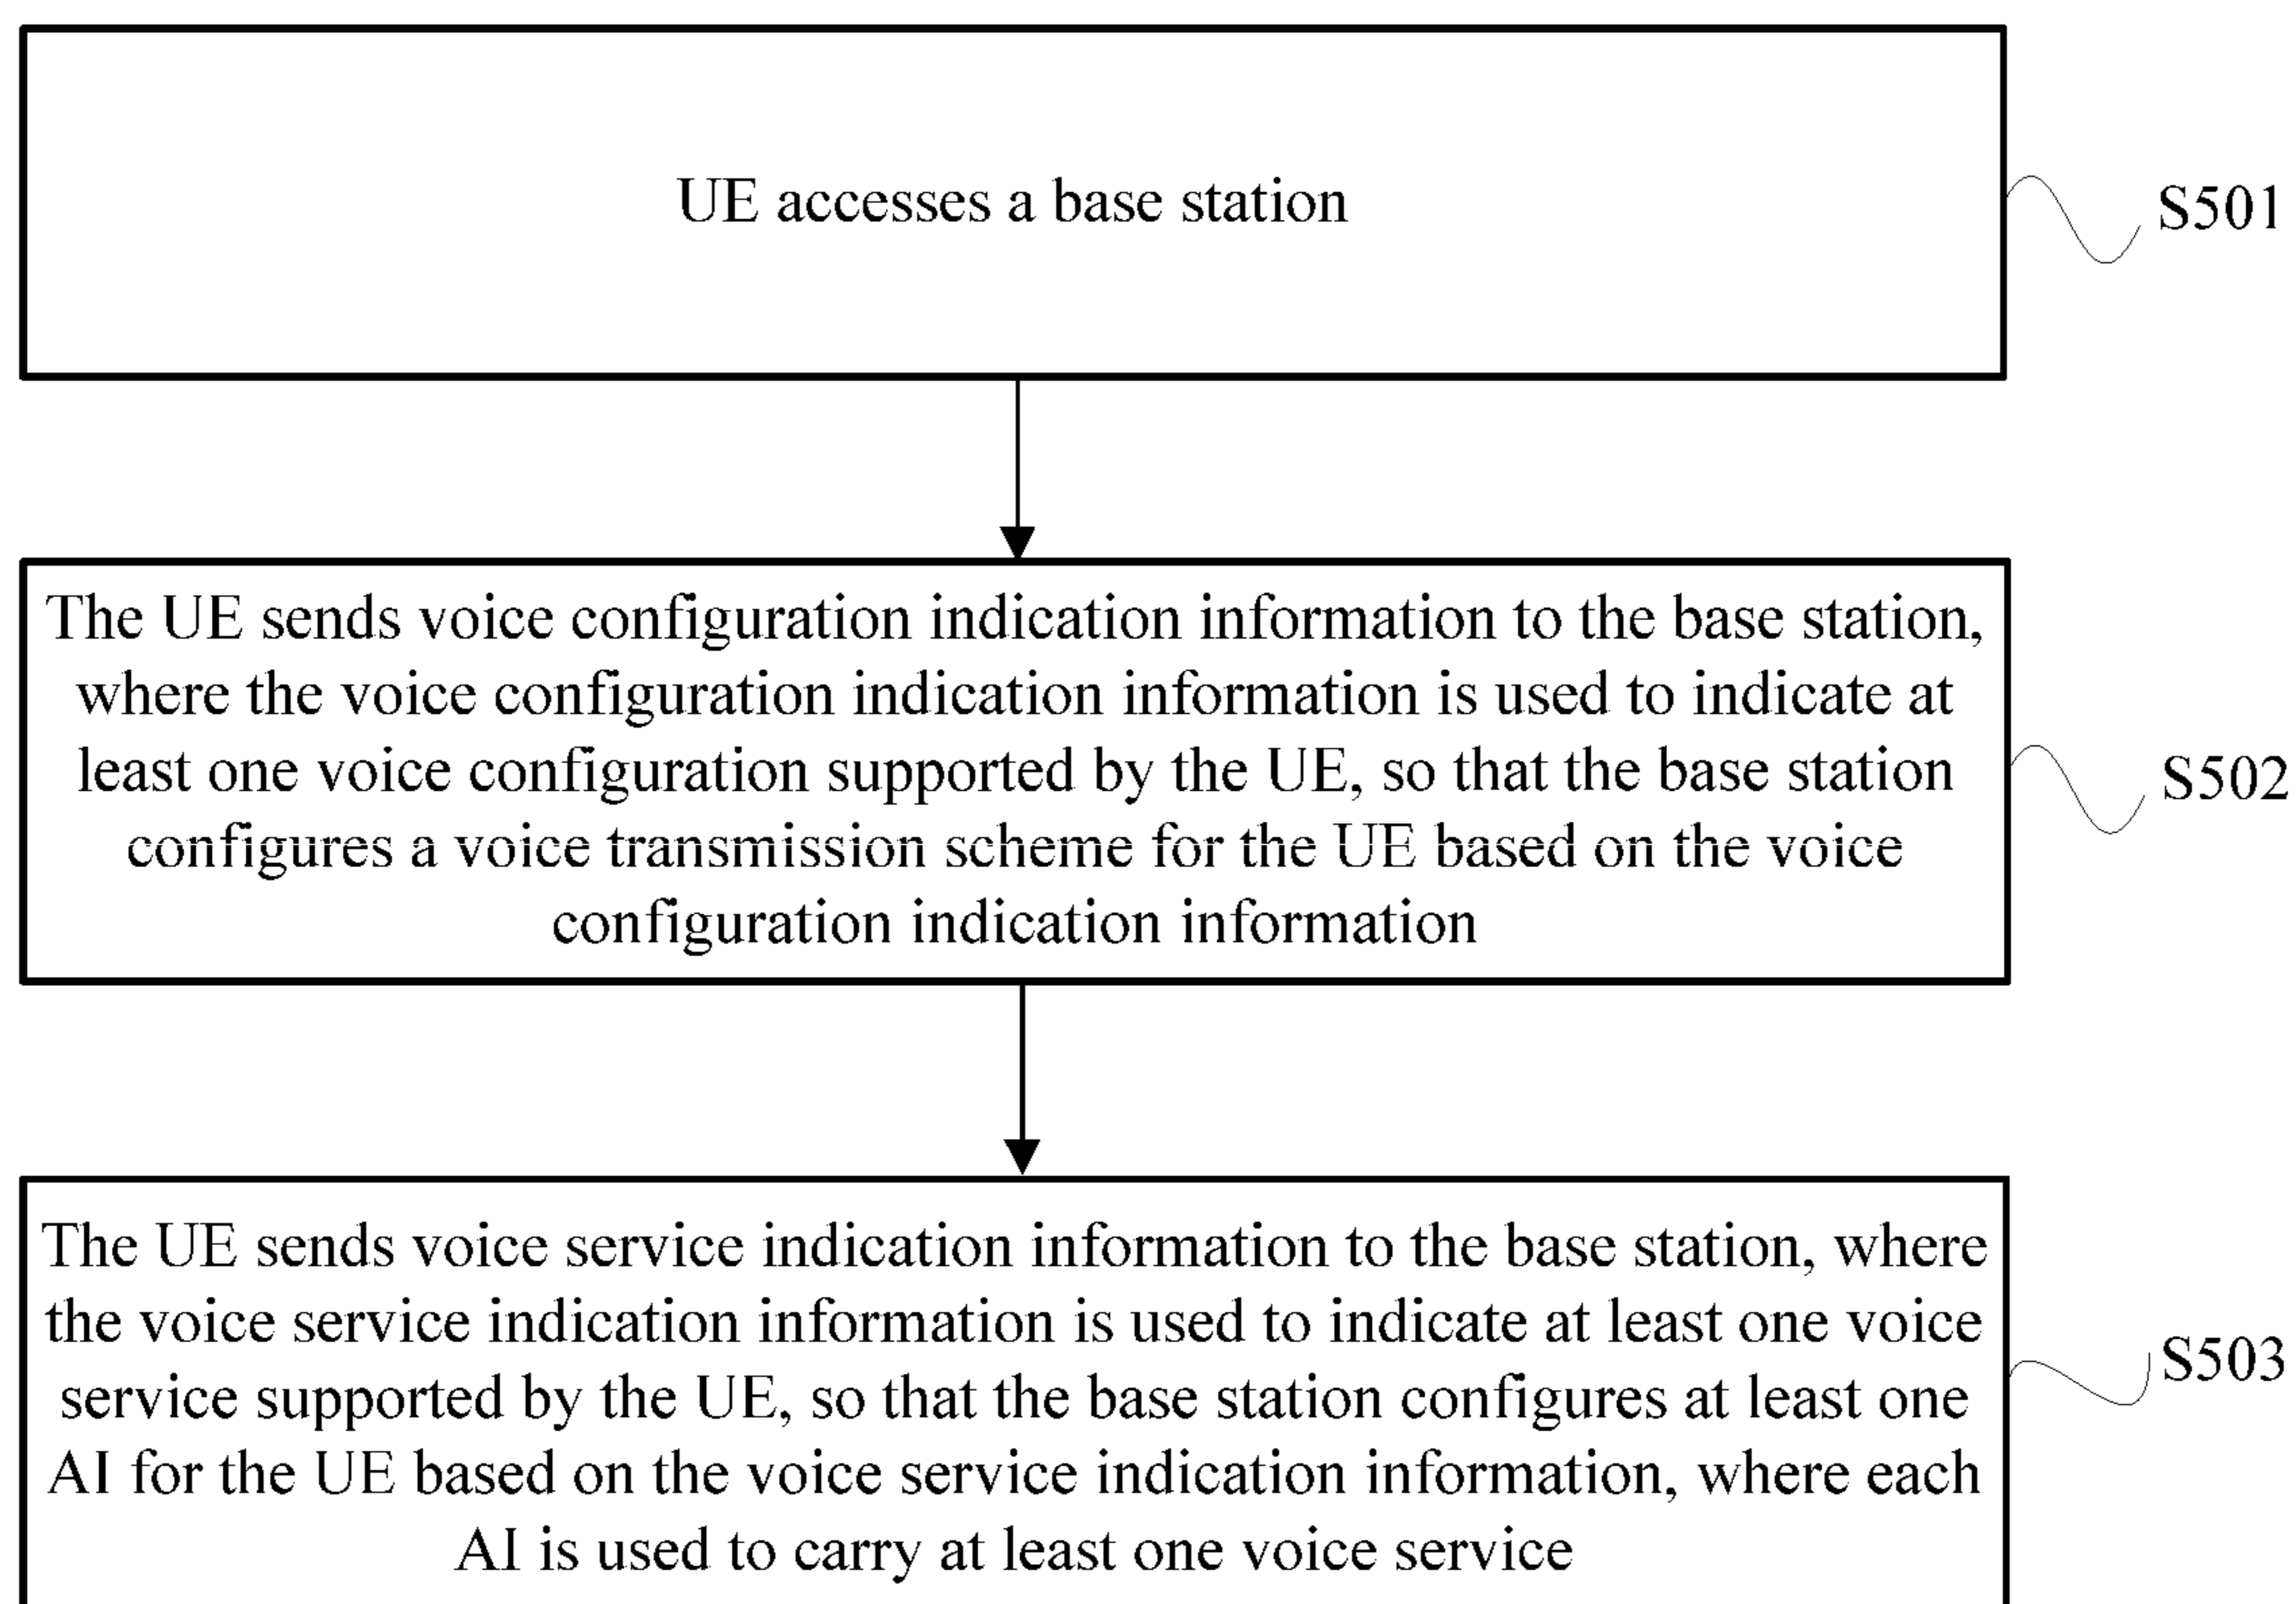 UE accesses a base station
S501
The UE sends voice configuration indication information to the base station,
where the voice configuration indication information is used to indicate at
least one voice configuration supported by the UE, so that the base station
configures a voice transmission scheme for the UE based on the voice
configuration indication information
S502
The UE sends voice service indication information to the base station, where
the voice service indication information is used to indicate at least one voice
service supported by the UE, so that the base station configures at least one
AI for the UE based on the voice service indication information, where each
AI is used to carry at least one voice service
S503